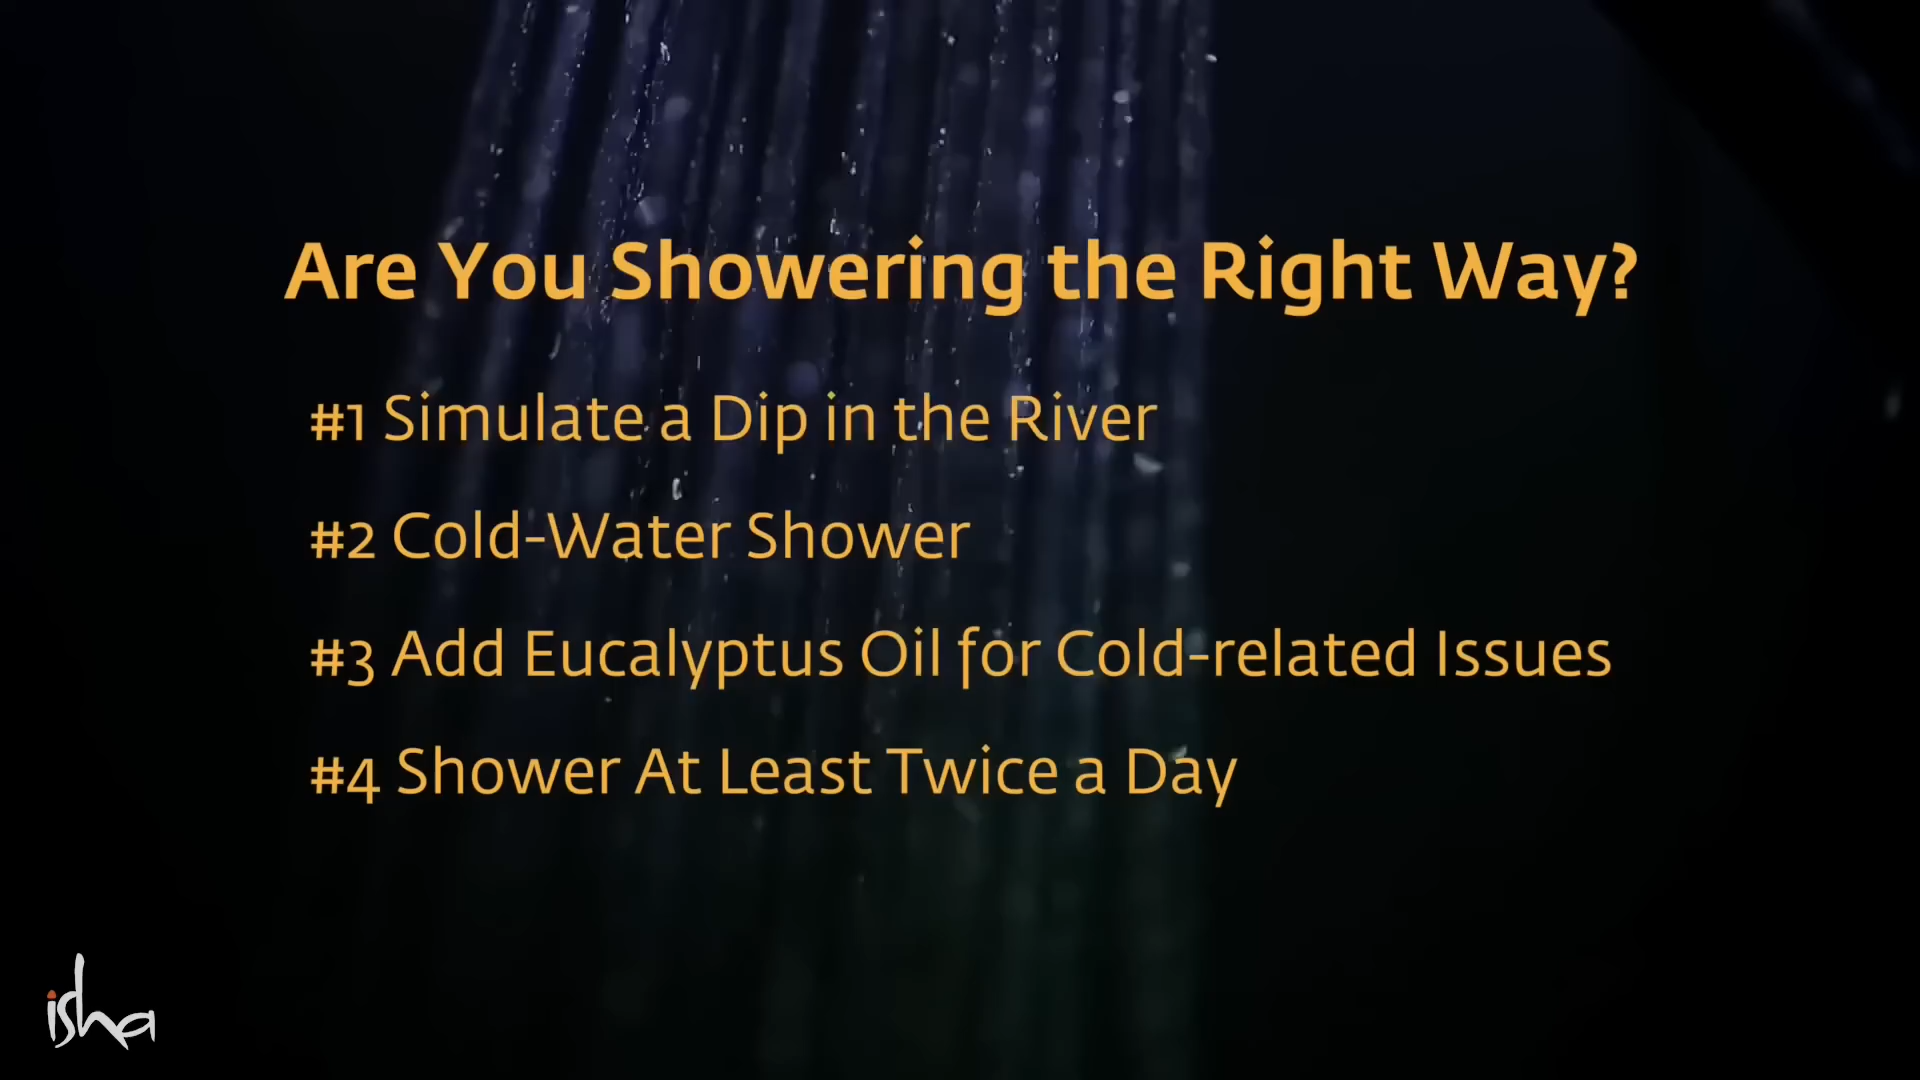 Are You Showering the Right Way?
#1 Simulate a Dip in the River
#2 Cold-Water Shower
#3 Add Eucalyptus Oil for Cold-related Issues
#4 Shower At Least Twice a Day
isha